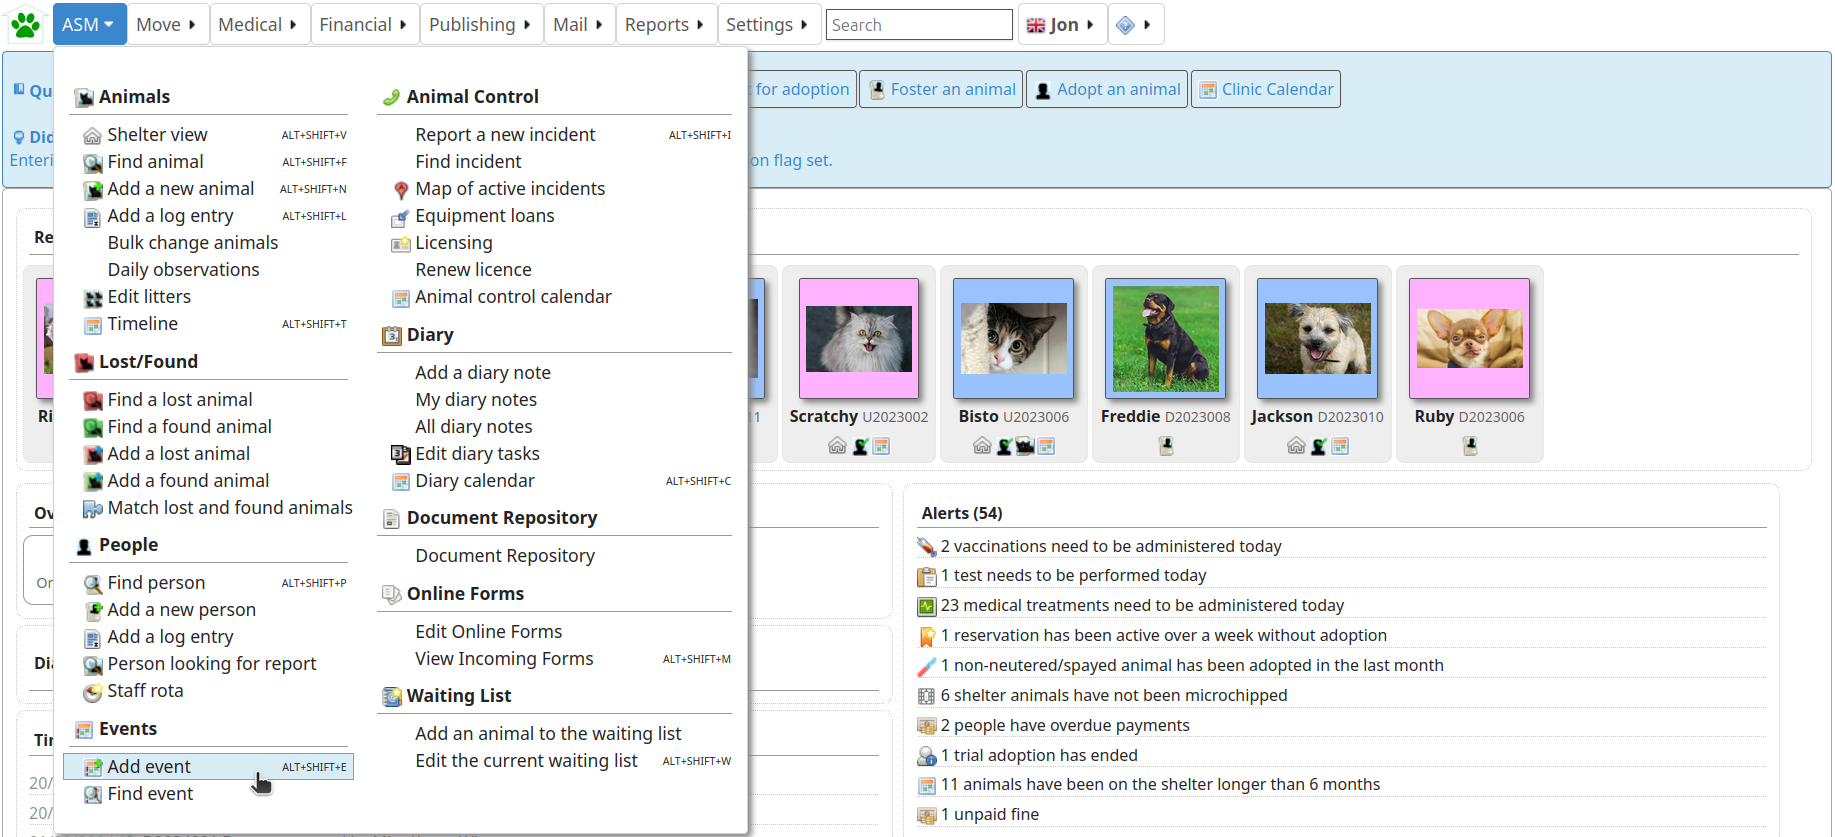 ASM Move Medical Financial Publishing Mail Reports Settings Search Jon
Qu for adoption Foster an animal Adopt an animal Clinic Calendar
Did
Enteri on flag set.
Animals
Shelter view ALT+SHIFT+V
Find animal ALT+SHIFT+F
Add a new animal ALT+SHIFT+N
Add a log entry ALT+SHIFT+L
Bulk change animals
Daily observations
Edit litters
Timeline ALT+SHIFT+T
Lost/Found
Find a lost animal
Find a found animal
Add a lost animal
Add a found animal
Match lost and found animals
People
Find person ALT+SHIFT+P
Add a new person
Add a log entry
Person looking for report
Staff rota
Events
Add event ALT+SHIFT+E
Find event
Animal Control
Report a new incident ALT+SHIFT+I
Find incident
Map of active incidents
Equipment loans
Licensing
Renew licence
Animal control calendar
Diary
Add a diary note
My diary notes
All diary notes
Edit diary tasks
Diary calendar ALT+SHIFT+C
Document Repository
Document Repository
Online Forms
Edit Online Forms
View Incoming Forms ALT+SHIFT+M
Waiting List
Add an animal to the waiting list
Edit the current waiting list ALT+SHIFT+W
Re
Ri 11 Scratchy U2023002 Bisto U2023006 Freddie D2023008 Jackson D2023010 Ruby D2023006
Ov
Or
Dia
Tir
20/
20/
Alerts (54)
2 vaccinations need to be administered today
1 test needs to be performed today
23 medical treatments need to be administered today
1 reservation has been active over a week without adoption
1 non-neutered/spayed animal has been adopted in the last month
6 shelter animals have not been microchipped
2 people have overdue payments
1 trial adoption has ended
11 animals have been on the shelter longer than 6 months
1 unpaid fine